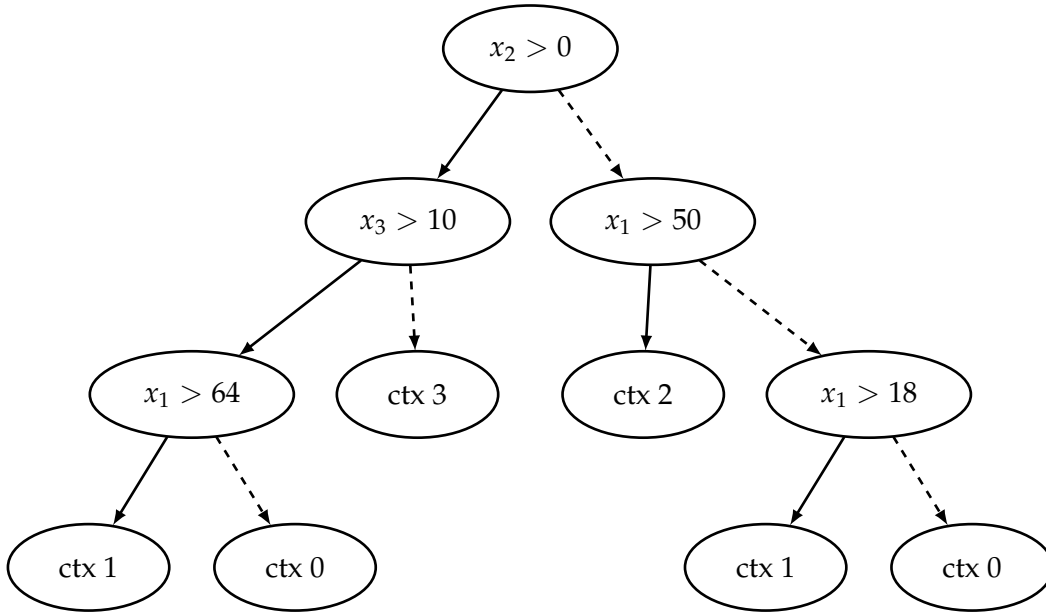 x₂ > 0
x₃ > 10
x₁ > 50
x₁ > 64
ctx 3
ctx 2
x₁ > 18
ctx 1
ctx 0
ctx 1
ctx 0